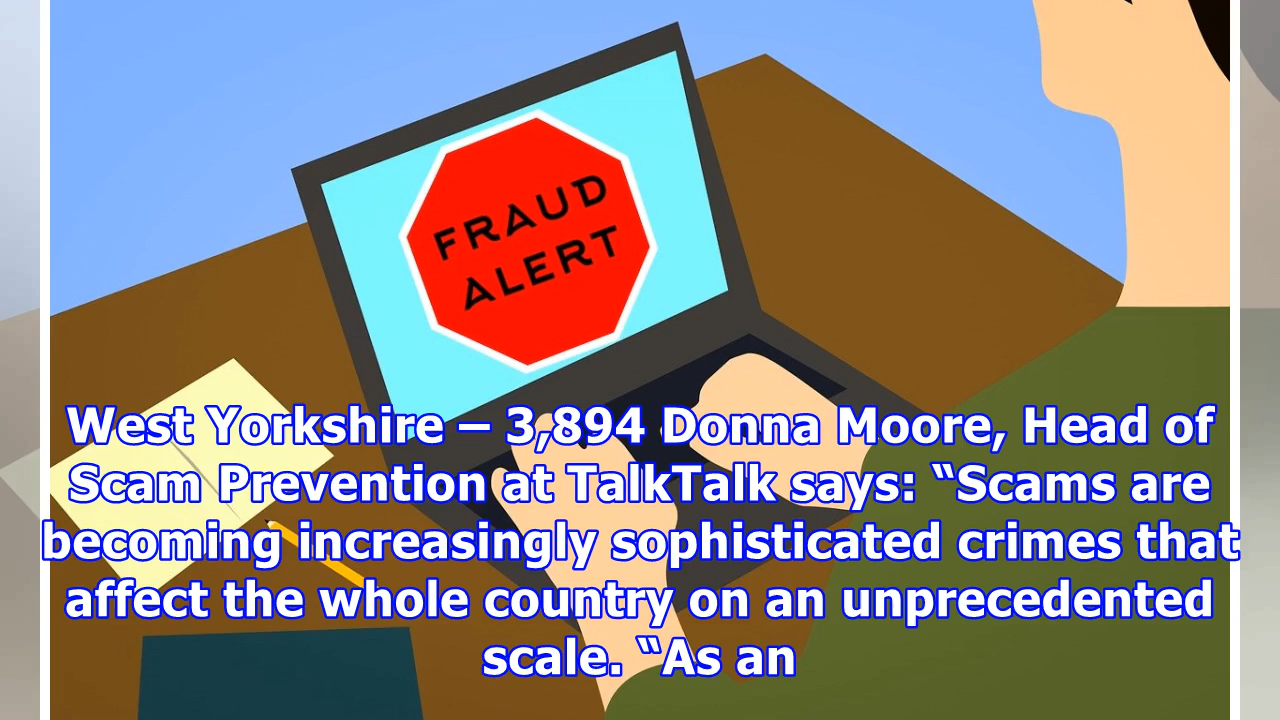 FRAUD
ALERT
West Yorkshire – 3,894 Donna Moore, Head of
Scam Prevention at TalkTalk says: “Scams are
becoming increasingly sophisticated crimes that
affect the whole country on an unprecedented
scale. “As an